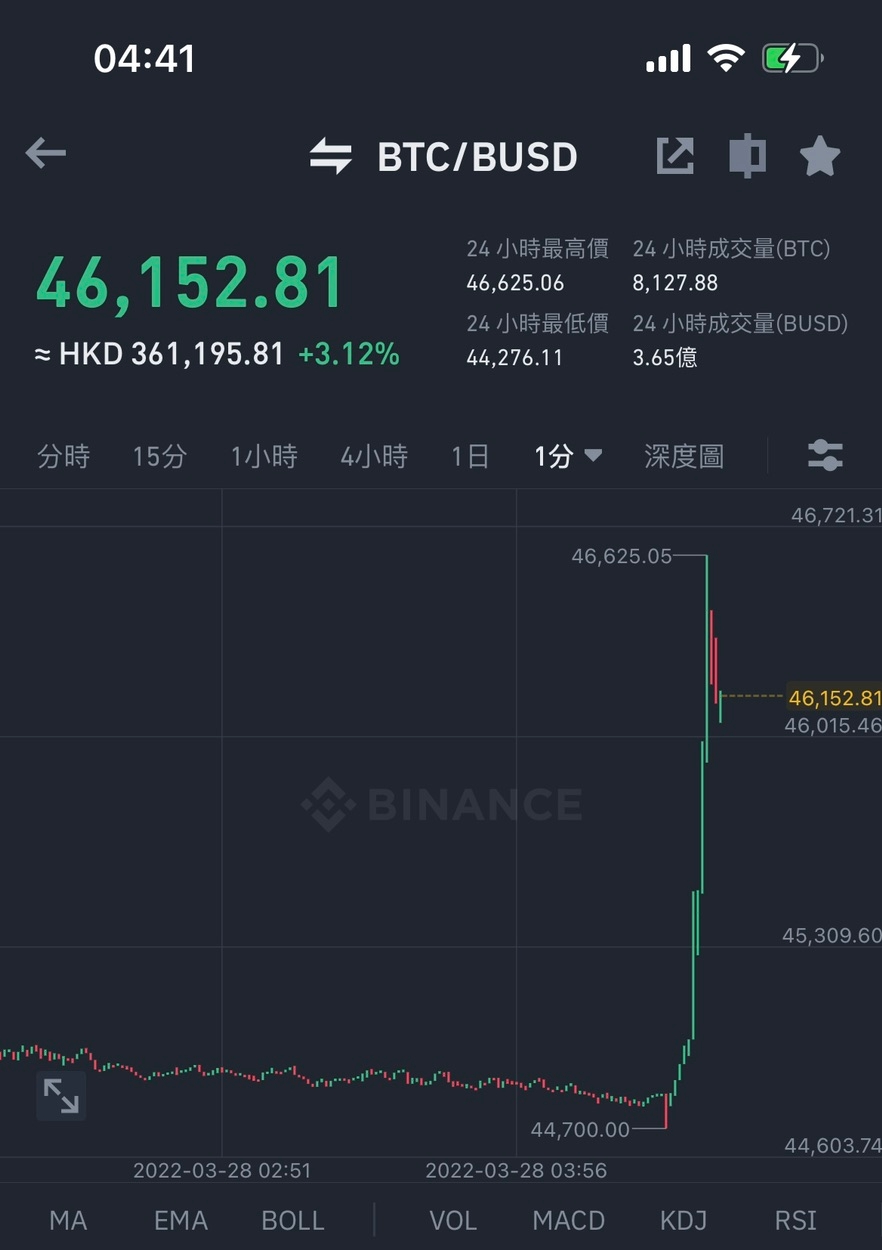 04:41
BTC/BUSD
46,152.81
≈ HKD 361,195.81 +3.12%
24 小時最高價 24 小時成交量(BTC)
46,625.06 8,127.88
24 小時最低價 24 小時成交量(BUSD)
44,276.11 3.65億
分時 15分 1小時 4小時 1日 1分 深度圖
46,721.31
46,625.05
46,152.81
46,015.46
BINANCE
45,309.60
44,700.00
44,603.74
2022-03-28 02:51 2022-03-28 03:56
MA EMA BOLL VOL MACD KDJ RSI